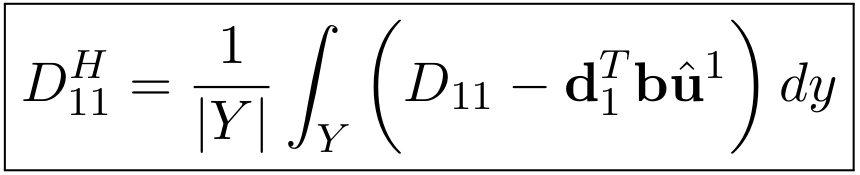 $D_{11}^{H} = \frac{1}{|Y|} \int_{Y} \left( D_{11} - \mathbf{d}_{1}^{T} \mathbf{b} \hat{\mathbf{u}}^{1} \right) dy$